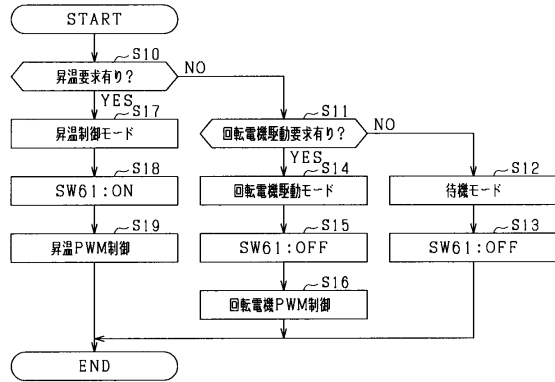 START
S10
昇温要求有り?
NO
YES
S17
昇温制御モード
S18
SW61:ON
S19
昇温PWM制御
S11
回転電機駆動要求有り?
NO
YES
S14
回転電機駆動モード
S15
SW61:OFF
S16
回転電機PWM制御
S12
待機モード
S13
SW61:OFF
END